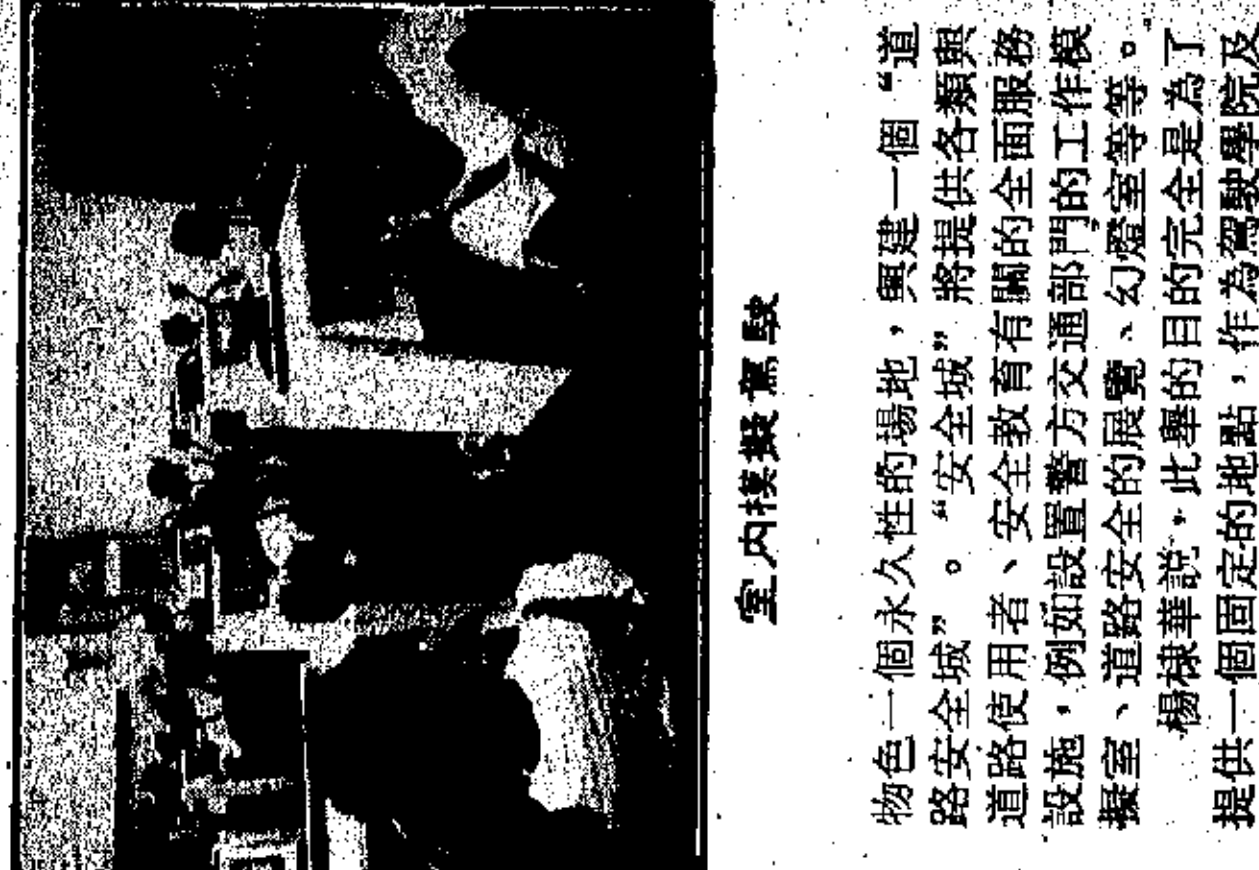 室內模擬駕駛
物色一個永久性的場地，興建一個“道
路安全城”。“安全城”將提供各類與
道路使用者、安全教育有關的全面服務
設施，例如設置警方交通部門的工作模
擬室、道路安全的展覽、幻燈室等等。
楊棣華説，此舉的目的完全是為了
提供一個固定的地點，作為駕駛學院及